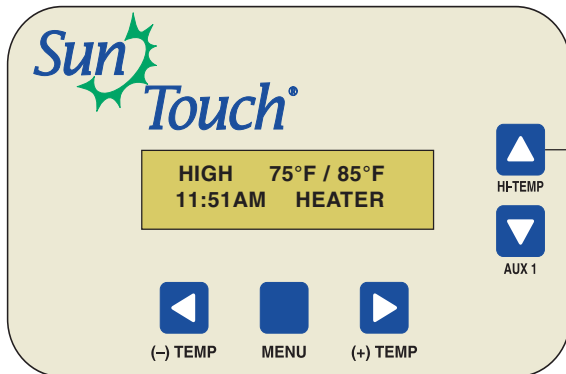 Sun
Touch®
HIGH 75°F / 85°F
11:51AM HEATER
HI-TEMP
AUX 1
(–) TEMP MENU (+) TEMP